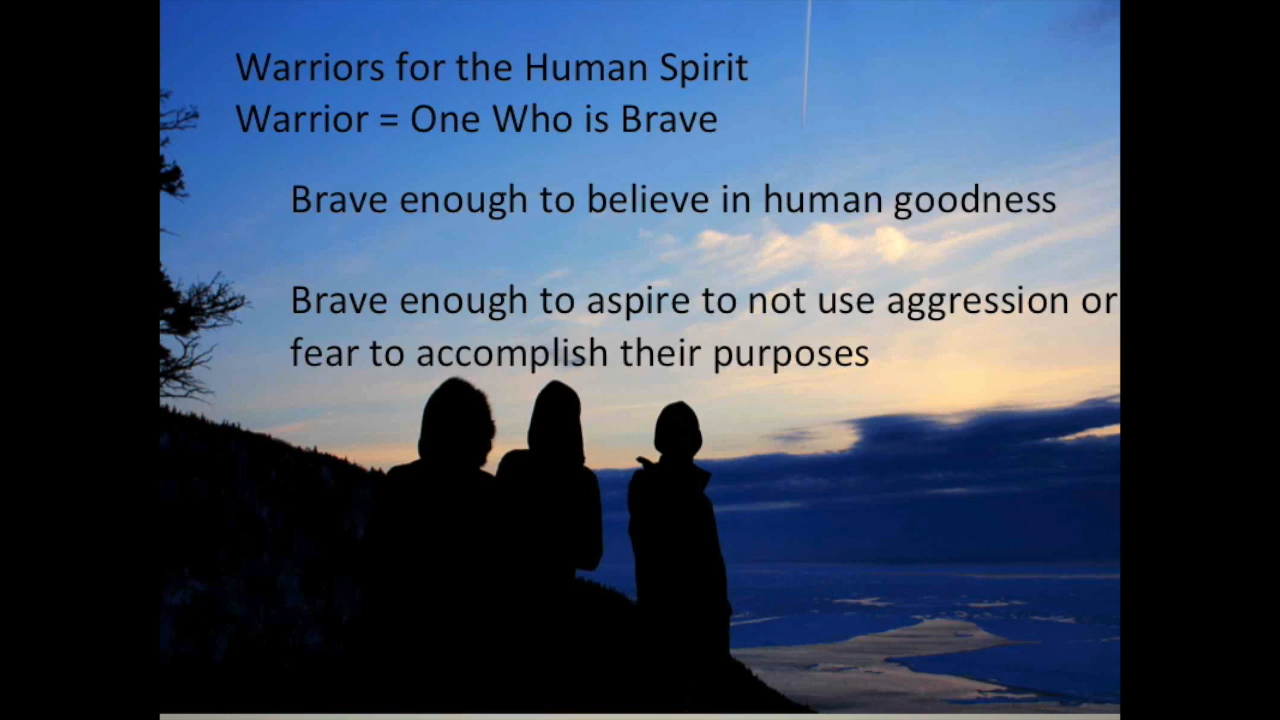 Warriors for the Human Spirit
Warrior = One Who is Brave
Brave enough to believe in human goodness
Brave enough to aspire to not use aggression or
fear to accomplish their purposes